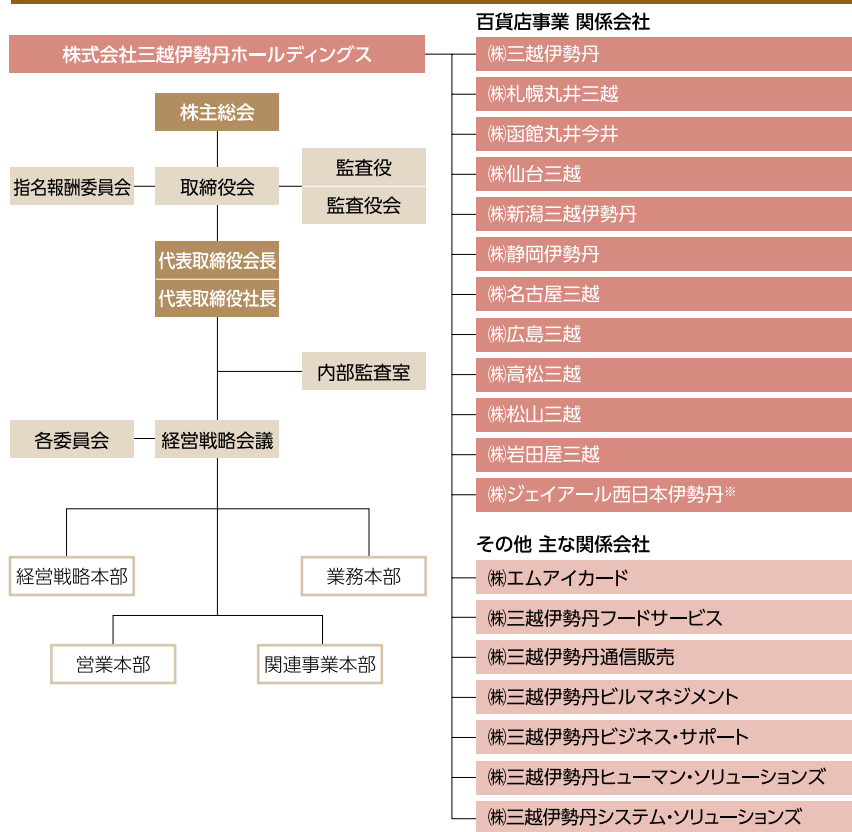 株式会社三越伊勢丹ホールディングス
株主総会
指名報酬委員会
取締役会
監査役
監査役会
代表取締役会長
代表取締役社長
内部監査室
各委員会
経営戦略会議
経営戦略本部
業務本部
営業本部
関連事業本部
百貨店事業 関係会社
㈱三越伊勢丹
㈱札幌丸井三越
㈱函館丸井今井
㈱仙台三越
㈱新潟三越伊勢丹
㈱静岡伊勢丹
㈱名古屋三越
㈱広島三越
㈱高松三越
㈱松山三越
㈱岩田屋三越
㈱ジェイアール西日本伊勢丹※
その他 主な関係会社
㈱エムアイカード
㈱三越伊勢丹フードサービス
㈱三越伊勢丹通信販売
㈱三越伊勢丹ビルマネジメント
㈱三越伊勢丹ビジネス・サポート
㈱三越伊勢丹ヒューマン・ソリューションズ
㈱三越伊勢丹システム・ソリューションズ